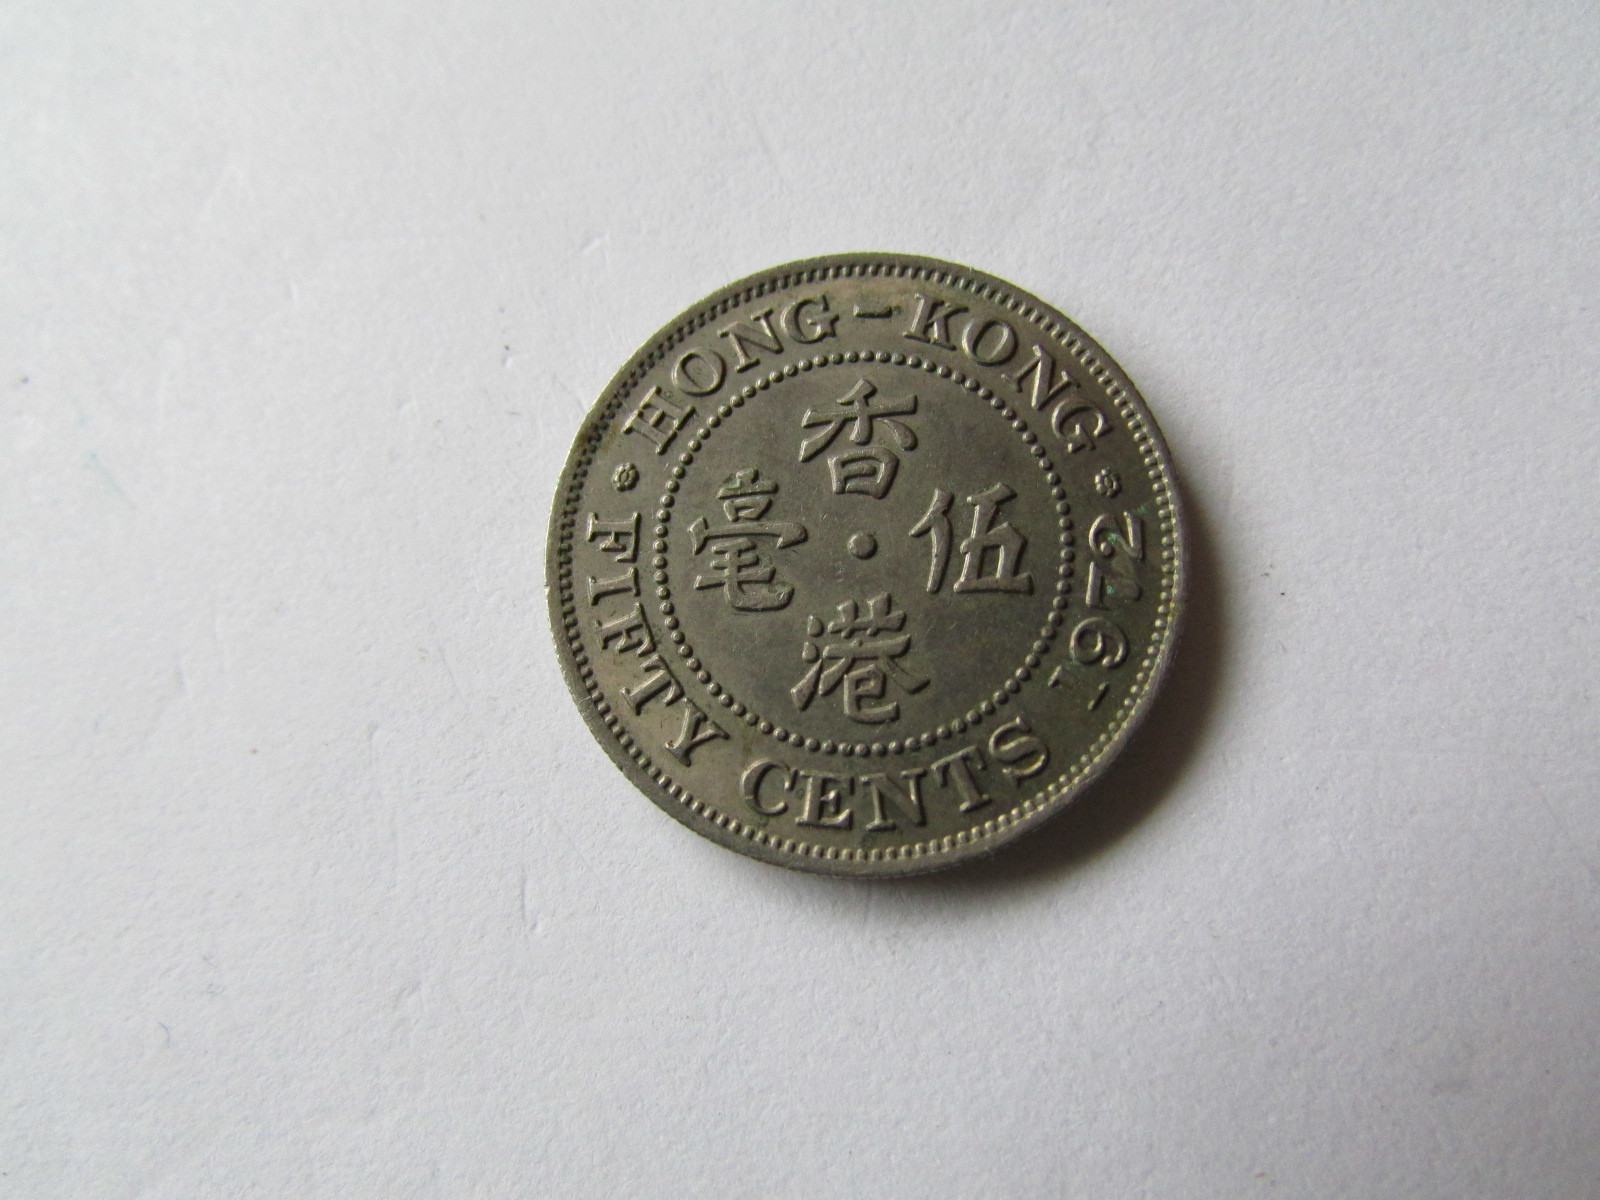 HONG-KONG
1972
FIFTY CENTS
香港
伍毫